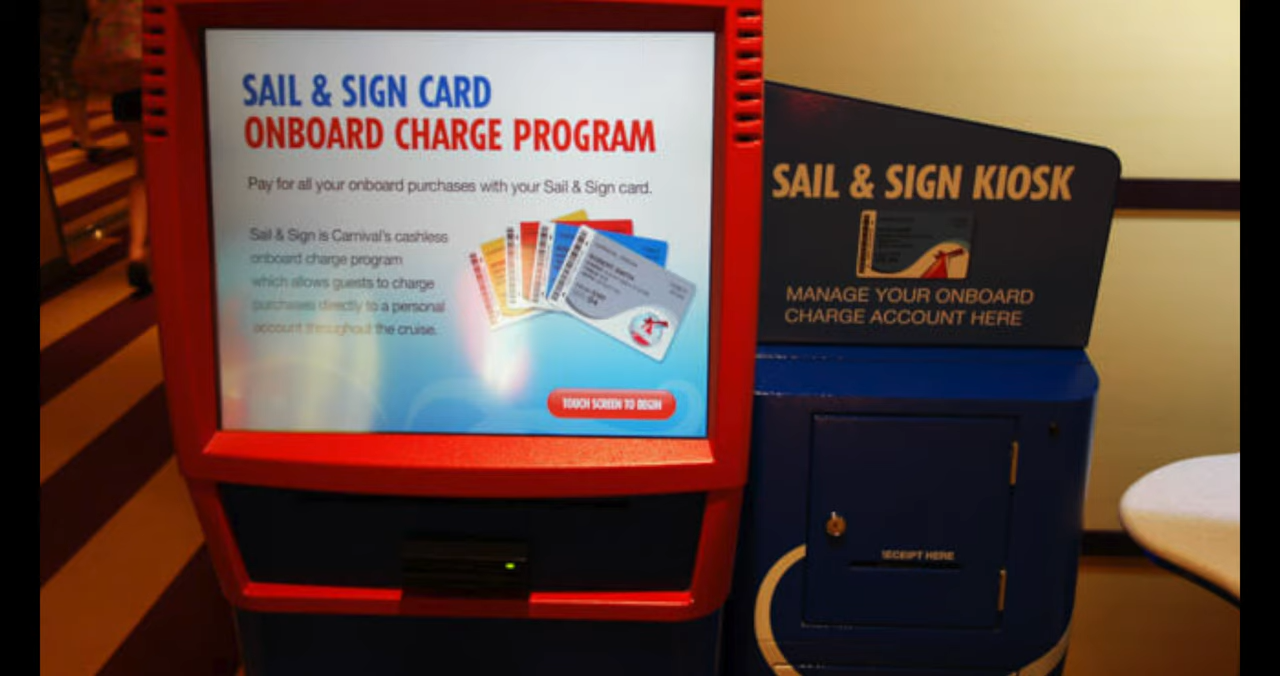 SAIL & SIGN CARD
ONBOARD CHARGE PROGRAM
Pay for all your onboard purchases with your Sail & Sign card.
Sail & Sign is Carnival's cashless
onboard charge program
which allows guests to charge
purchases directly to a personal
account throughout the cruise.
TOUCH SCREEN TO BEGIN
SAIL & SIGN KIOSK
MANAGE YOUR ONBOARD
CHARGE ACCOUNT HERE
RECEIPT HERE